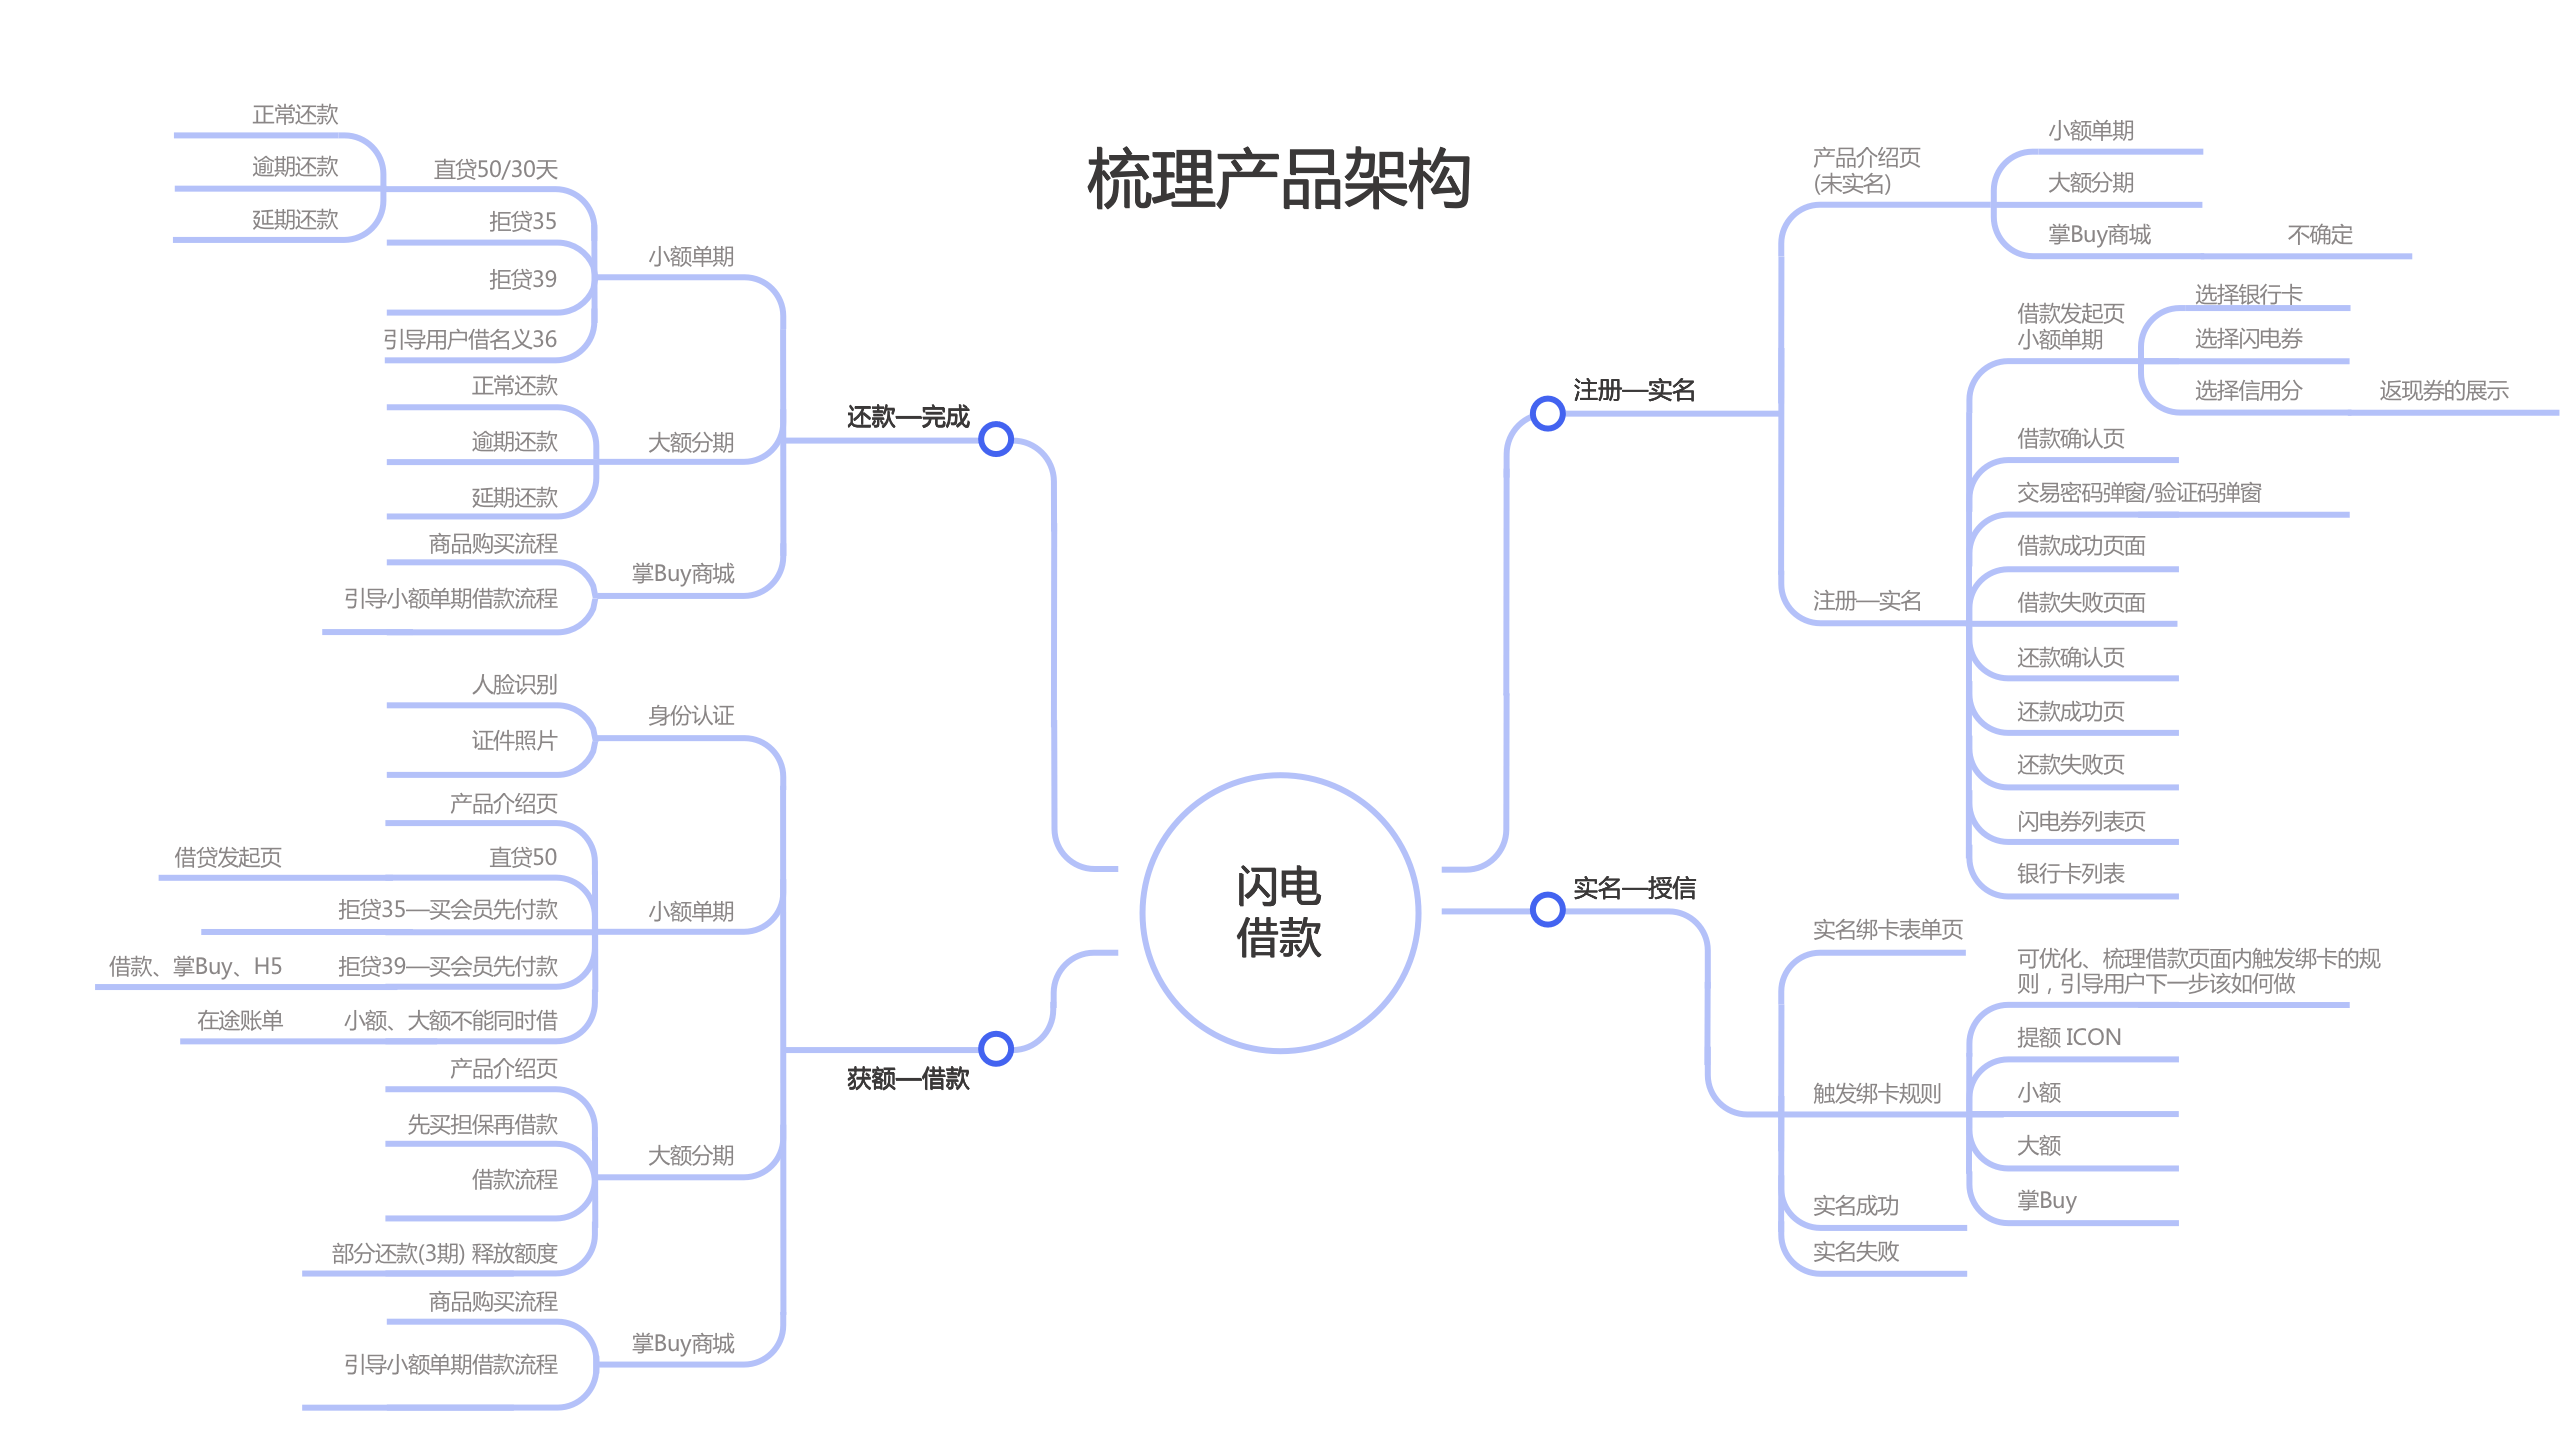 梳理产品架构
闪电
借款
还款—完成
小额单期
直贷50/30天
正常还款
逾期还款
延期还款
拒贷35
拒贷39
引导用户借名义36
大额分期
正常还款
逾期还款
延期还款
掌Buy商城
商品购买流程
引导小额单期借款流程
获额—借款
身份认证
人脸识别
证件照片
小额单期
产品介绍页
直贷50
借贷发起页
拒贷35—买会员先付款
拒贷39—买会员先付款
借款、掌Buy、H5
小额、大额不能同时借
在途账单
大额分期
产品介绍页
先买担保再借款
借款流程
部分还款(3期) 释放额度
掌Buy商城
商品购买流程
引导小额单期借款流程
注册—实名
产品介绍页
(未实名)
小额单期
大额分期
掌Buy商城
不确定
注册—实名
借款发起页
小额单期
选择银行卡
选择闪电券
选择信用分
返现券的展示
借款确认页
交易密码弹窗/验证码弹窗
借款成功页面
借款失败页面
还款确认页
还款成功页
还款失败页
闪电券列表页
银行卡列表
实名—授信
实名绑卡表单页
触发绑卡规则
可优化、梳理借款页面内触发绑卡的规
则，引导用户下一步该如何做
提额 ICON
小额
大额
掌Buy
实名成功
实名失败